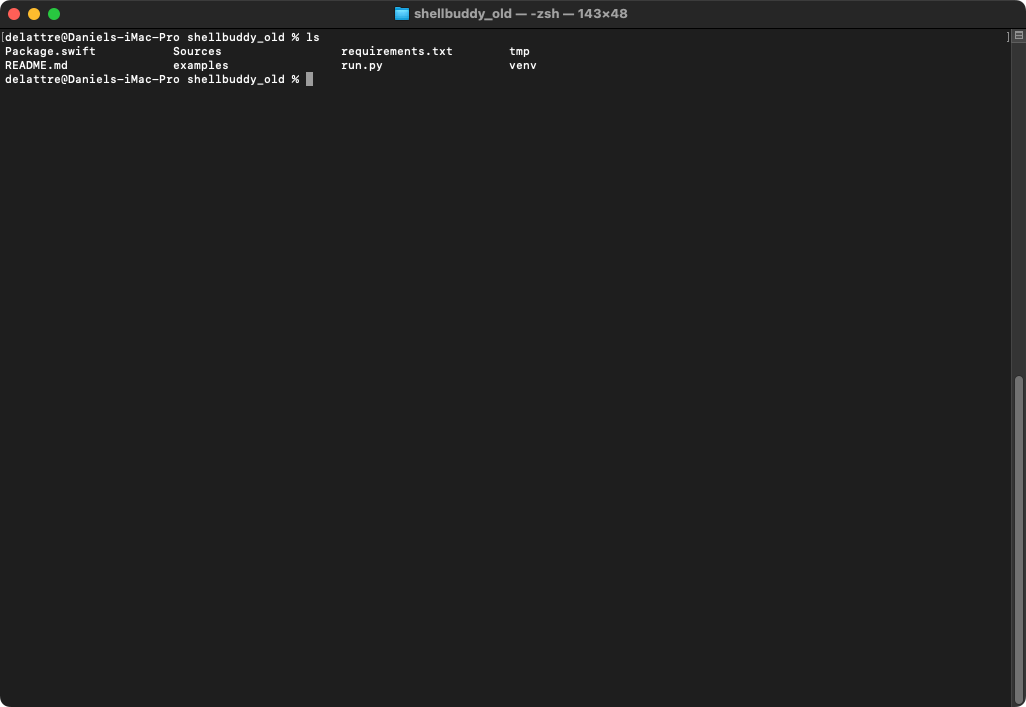 shellbuddy_old — -zsh — 143×48
[delattre@Daniels-iMac-Pro shellbuddy_old % ls ]
Package.swift Sources requirements.txt tmp
README.md examples run.py venv
delattre@Daniels-iMac-Pro shellbuddy_old %